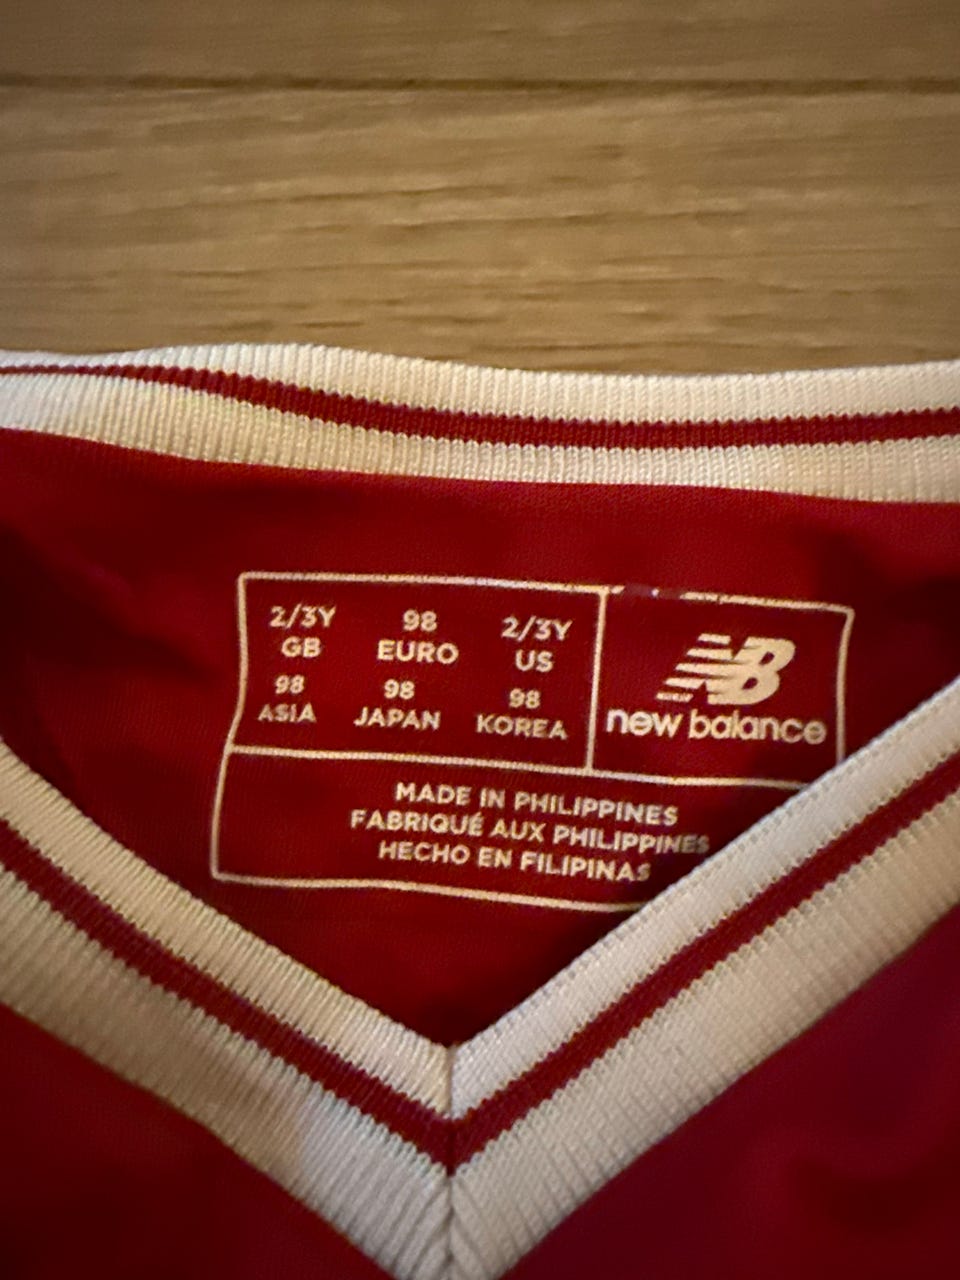 2/3Y 98 2/3Y
GB EURO US
98 98 98
ASIA JAPAN KOREA
NB
new balance
MADE IN PHILIPPINES
FABRIQUÉ AUX PHILIPPINES
HECHO EN FILIPINAS